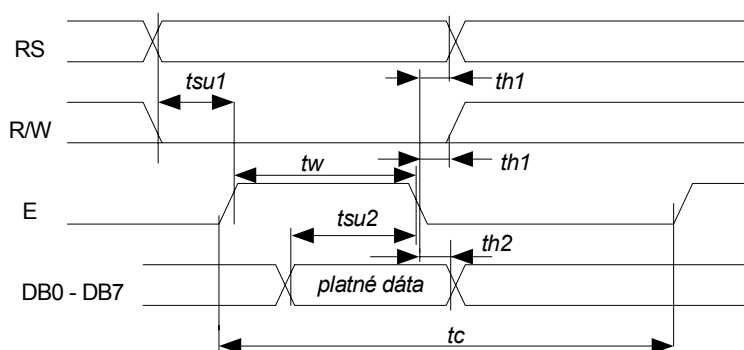 RS
th1
tsu1
R/W
th1
tw
E
tsu2
th2
DB0 - DB7
platné dáta
tc